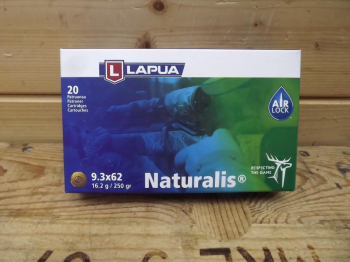 L LAPUA
20
Patruunaa
Patroner
Cartridges
Cartouches
AIR
LOCK
RESPECTING
THE GAME
9.3x62
16.2 g / 250 gr
Naturalis®